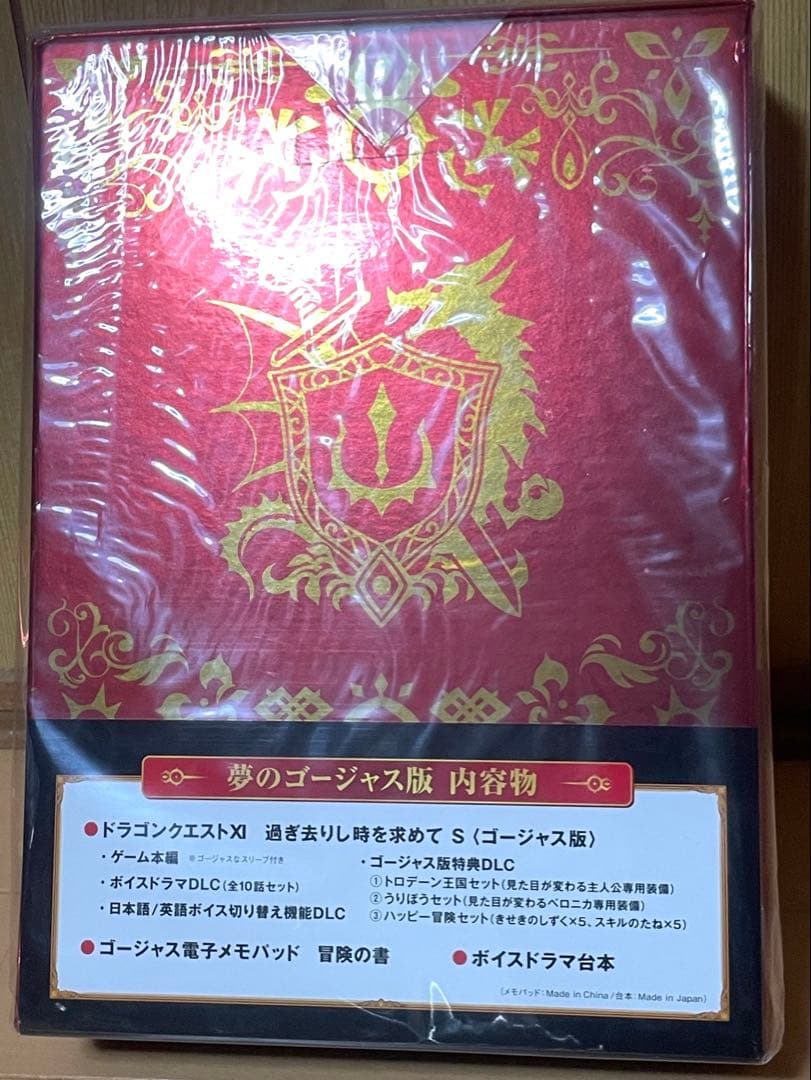 夢のゴージャス版 内容物
●ドラゴンクエストXI 過ぎ去りし時を求めて S〈ゴージャス版〉
・ゲーム本編 ※ゴージャスなスリーブ付き
・ボイスドラマDLC(全10話セット)
・日本語/英語ボイス切り替え機能DLC
・ゴージャス版特典DLC
①トロデーン王国セット(見た目が変わる主人公専用装備)
②うりぼうセット(見た目が変わるベロニカ専用装備)
③ハッピー冒険セット(きせきのしずく×5、スキルのたね×5)
●ゴージャス電子メモパッド 冒険の書
●ボイスドラマ台本
(メモパッド:Made in China/台本:Made in Japan)